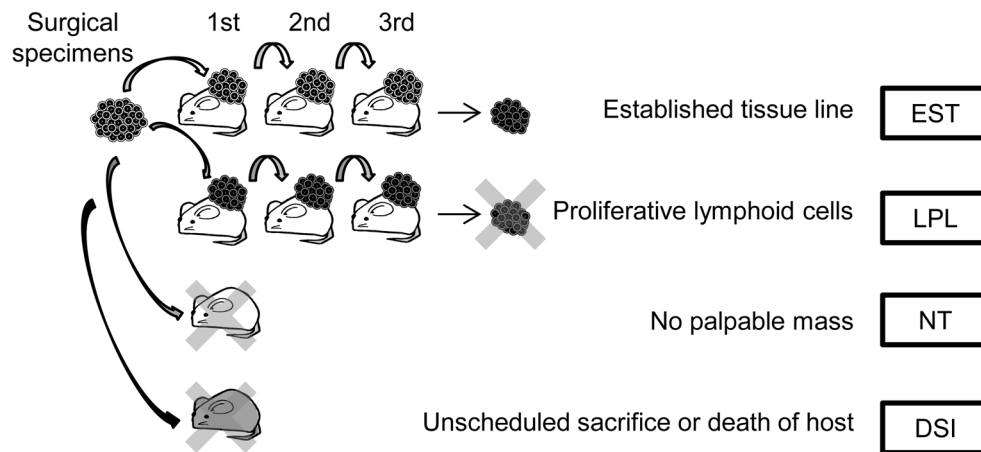 Surgical
specimens
1st 2nd 3rd
Established tissue line EST
Proliferative lymphoid cells LPL
No palpable mass NT
Unscheduled sacrifice or death of host DSI